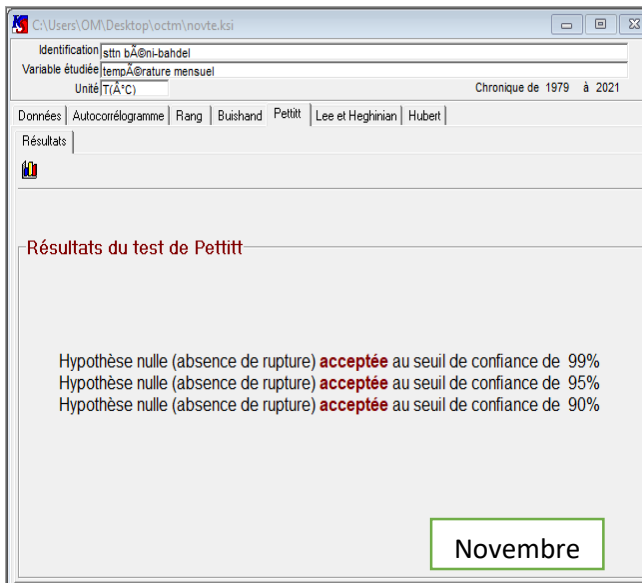 C:\Users\OM\Desktop\octm\novte.ksi
Identification sttn bÃ©ni-bahdel
Variable étudiée tempÃ©rature mensuel
Unité T(Â°C) Chronique de 1979 à 2021
Données Autocorrélogramme Rang Buishand Pettitt Lee et Heghinian Hubert
Résultats
Résultats du test de Pettitt
Hypothèse nulle (absence de rupture) acceptée au seuil de confiance de 99%
Hypothèse nulle (absence de rupture) acceptée au seuil de confiance de 95%
Hypothèse nulle (absence de rupture) acceptée au seuil de confiance de 90%
Novembre